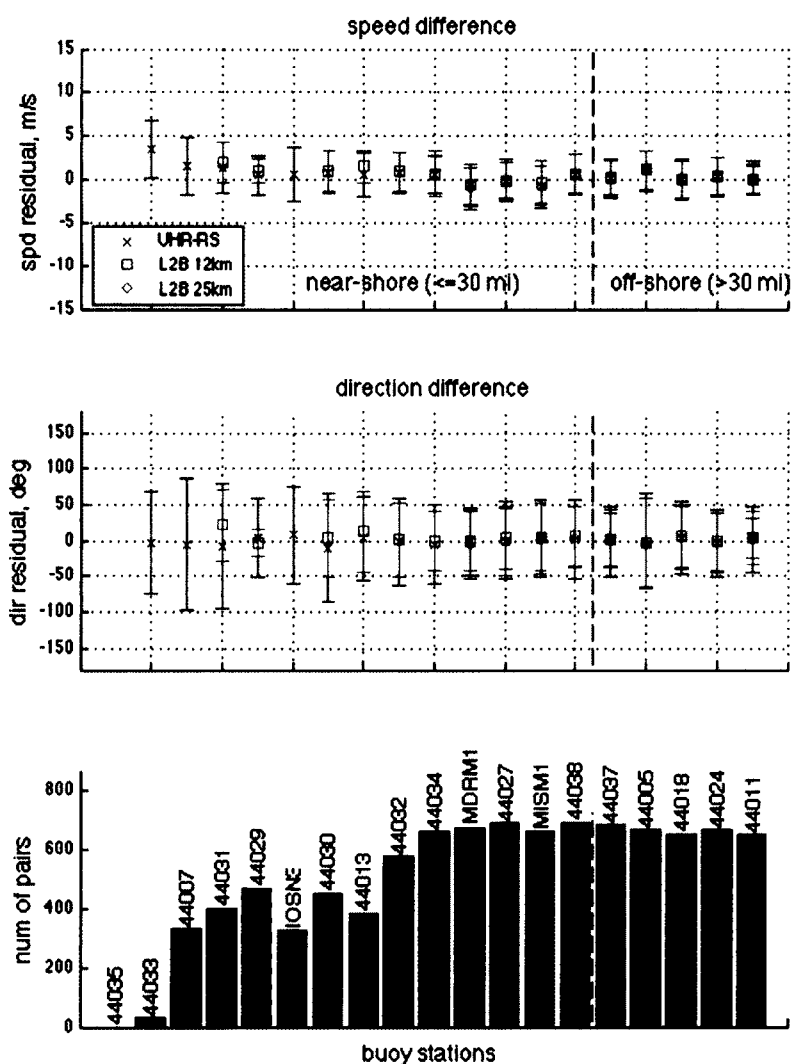 speed difference
15
10
5
0
-5
-10
-15
spd residual, m/s
VHR-RS
L2B 12km
L2B 25km
near-shore (<=30 mi)
off-shore (>30 mi)
direction difference
150
100
50
0
-50
-100
-150
dir residual, deg
800
600
400
200
0
num of pairs
44035
44033
44007
44031
44029
IOSN3
44030
44013
44032
44034
MDRM1
44027
MISM1
44038
44037
44005
44018
44024
44011
buoy stations